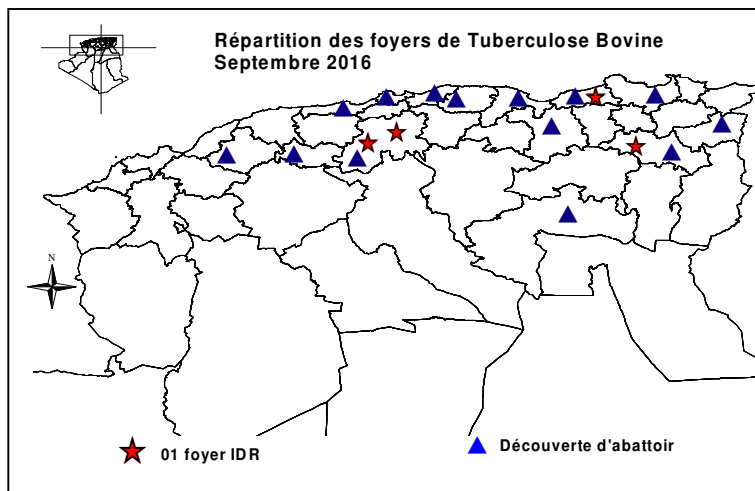 Répartition des foyers de Tuberculose Bovine
Septembre 2016
N
01 foyer IDR
Découverte d'abattoir